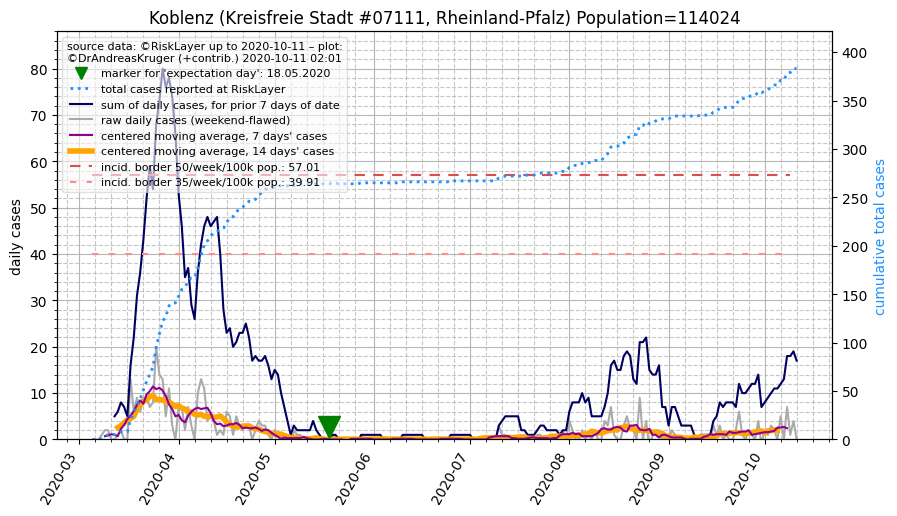 Koblenz (Kreisfreie Stadt #07111, Rheinland-Pfalz) Population=114024
source data: ©RiskLayer up to 2020-10-11 – plot:
©DrAndreasKruger (+contrib.) 2020-10-11 02:01
marker for 'expectation day': 18.05.2020
total cases reported at RiskLayer
sum of daily cases, for prior 7 days of date
raw daily cases (weekend-flawed)
centered moving average, 7 days' cases
centered moving average, 14 days' cases
incid. border 50/week/100k pop.: 57.01
incid. border 35/week/100k pop.: 39.91
daily cases
80
70
60
50
40
30
20
10
0
cumulative total cases
400
350
300
250
200
150
100
50
0
2020-03
2020-04
2020-05
2020-06
2020-07
2020-08
2020-09
2020-10